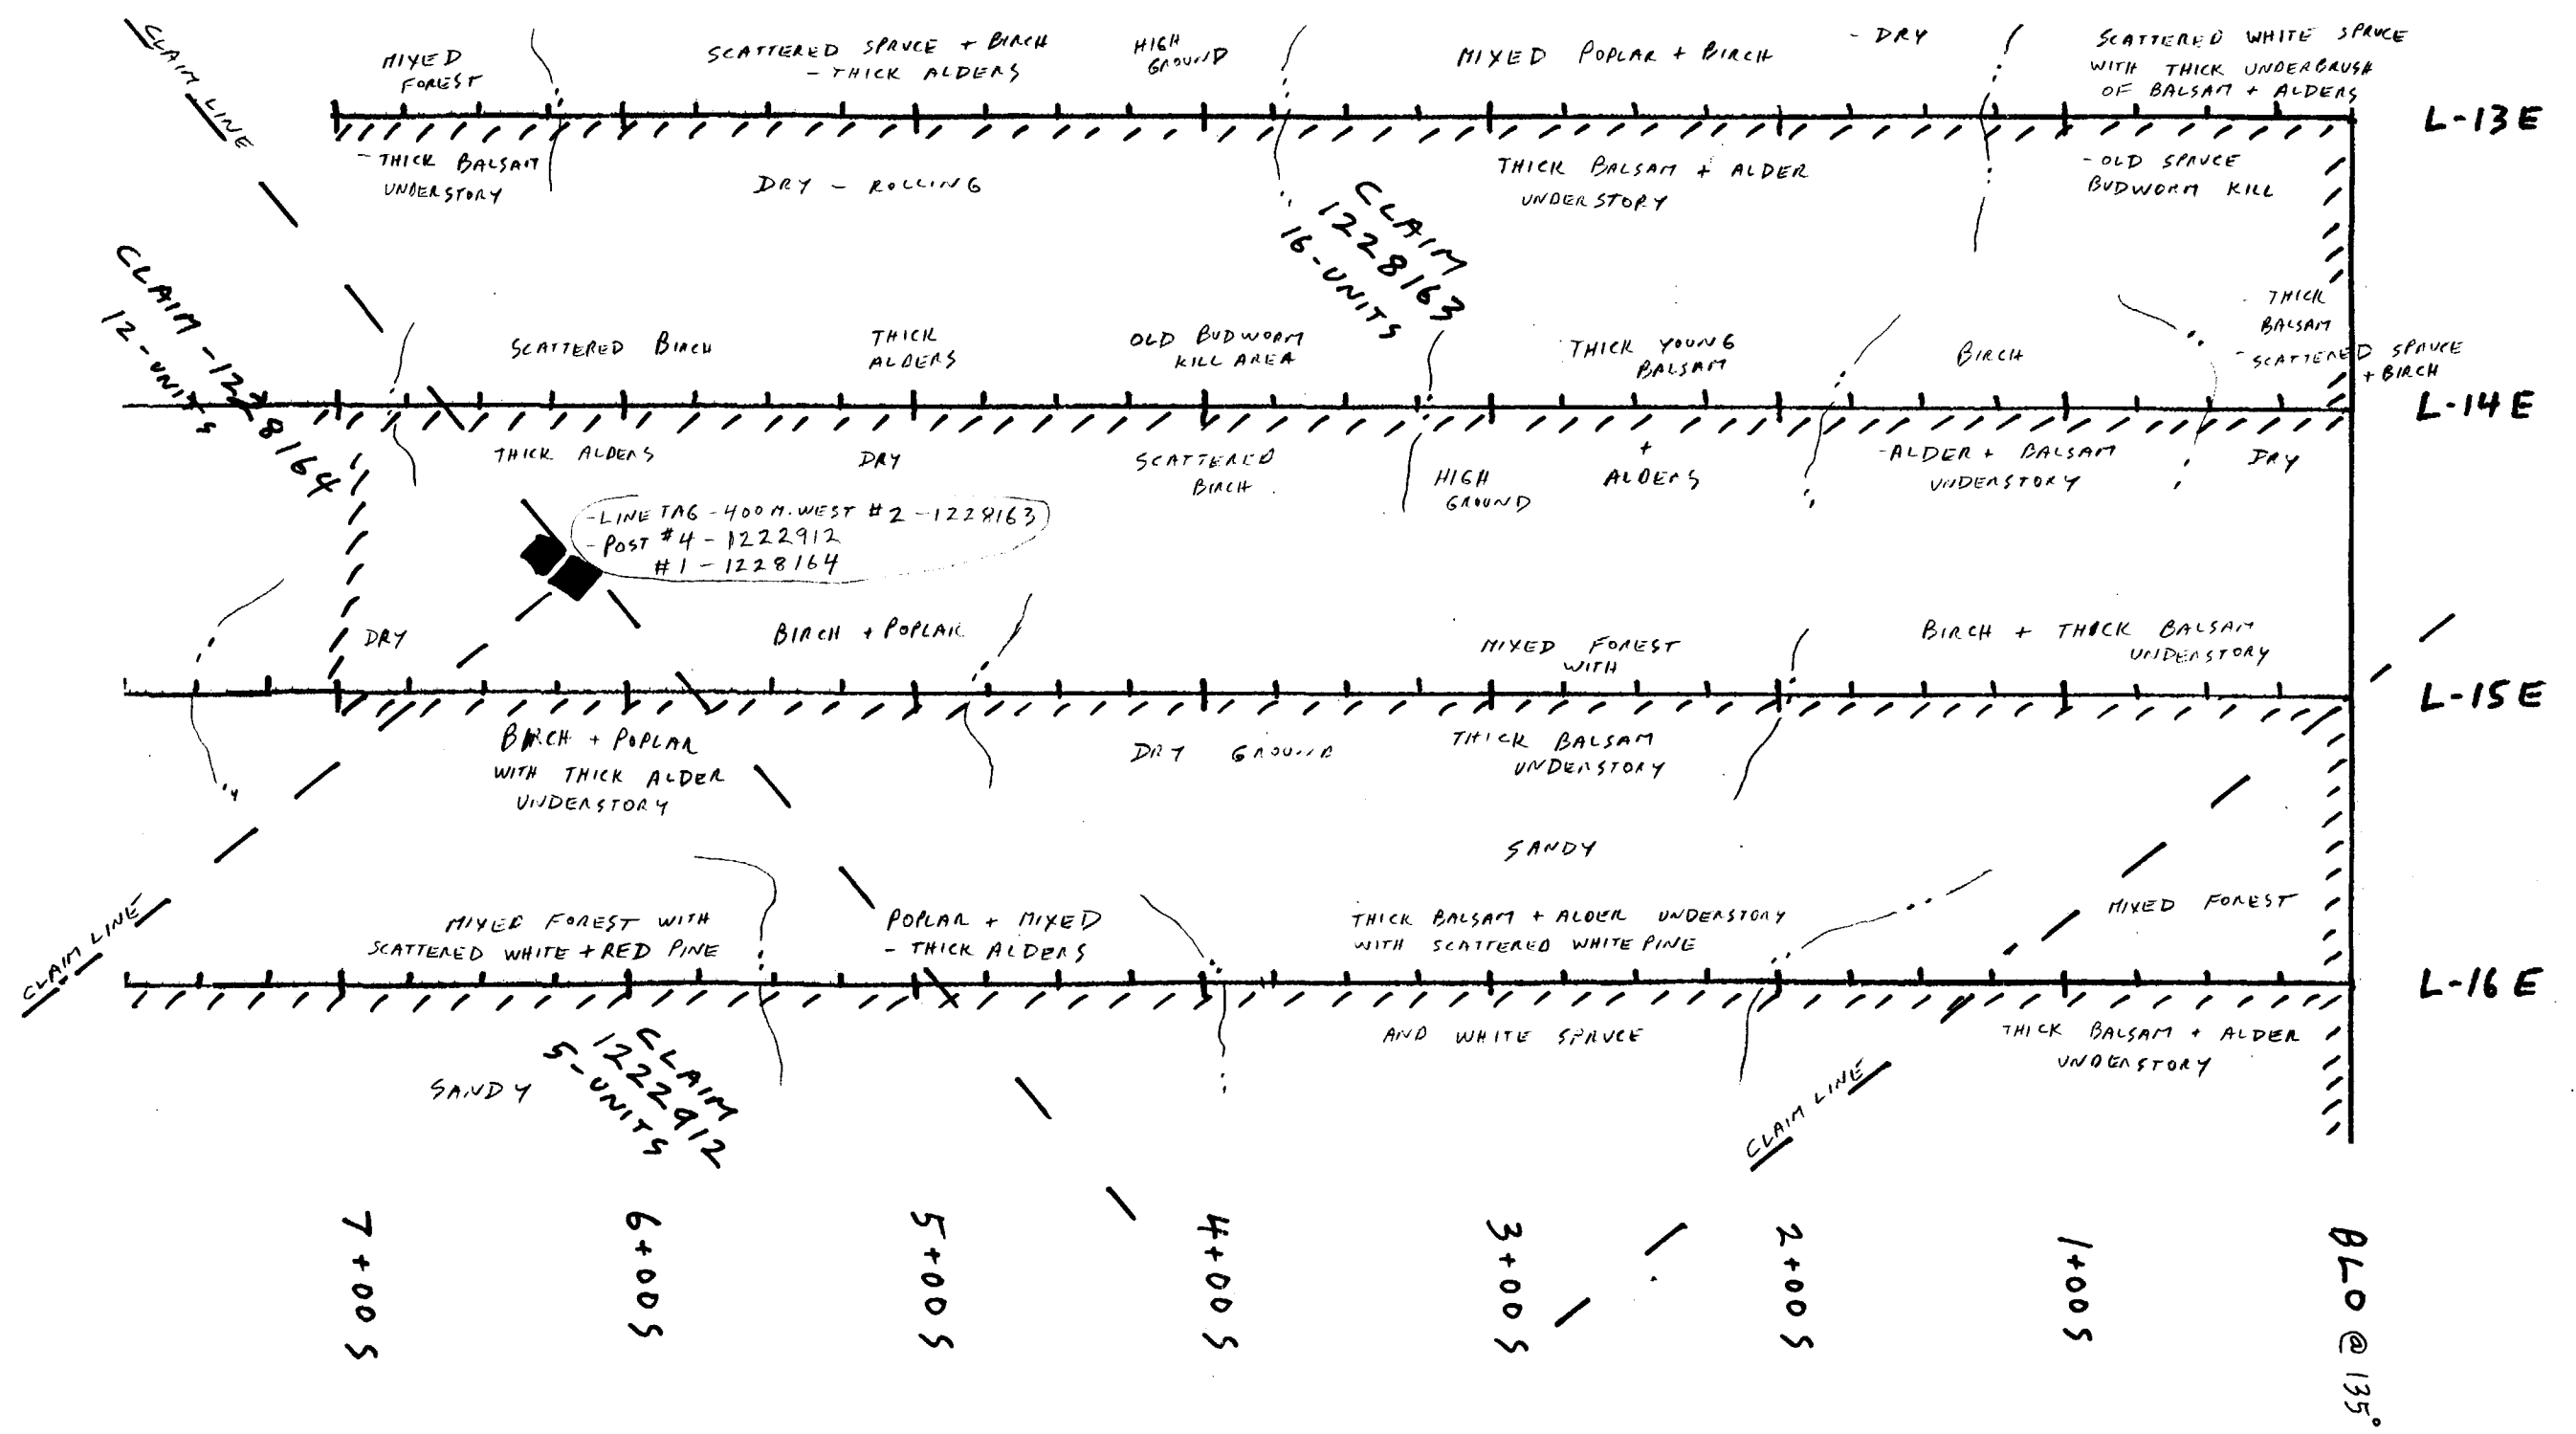 CLAIM LINE
MIXED
FOREST
SCATTERED SPRUCE + BIRCH
- THICK ALDERS
HIGH
GROUND
MIXED POPLAR + BIRCH
- DRY
SCATTERED WHITE SPRUCE
WITH THICK UNDERBRUSH
OF BALSAM + ALDERS
L-13E
- THICK BALSAM
UNDERSTORY
DRY - ROLLING
THICK BALSAM + ALDER
UNDERSTORY
- OLD SPRUCE
BUDWORM KILL
CLAIM
1228163
16-UNITS
CLAIM - 1228164
12-UNITS
SCATTERED BIRCH
THICK
ALDERS
OLD BUDWORM
KILL AREA
THICK YOUNG
BALSAM
BIRCH
- THICK
BALSAM
- SCATTERED SPRUCE
+ BIRCH
L-14E
THICK ALDERS
DRY
SCATTERED
BIRCH
HIGH
GROUND
+
ALDERS
- ALDER + BALSAM
UNDERSTORY
DRY
- LINE TAG - 400 M. WEST #2 - 1228163
- POST #4 - 1222912
#1 - 1228164
DRY
BIRCH + POPLAR
MIXED FOREST
WITH
BIRCH + THICK BALSAM
UNDERSTORY
L-15E
BIRCH + POPLAR
WITH THICK ALDER
UNDERSTORY
DRY GROUND
THICK BALSAM
UNDERSTORY
SANDY
CLAIM LINE
MIXED FOREST WITH
SCATTERED WHITE + RED PINE
POPLAR + MIXED
- THICK ALDERS
THICK BALSAM + ALDER UNDERSTORY
WITH SCATTERED WHITE PINE
MIXED FOREST
L-16E
AND WHITE SPRUCE
THICK BALSAM + ALDER
UNDERSTORY
SANDY
CLAIM
1222912
5-UNITS
CLAIM LINE
7+00S
6+00S
5+00S
4+00S
3+00S
2+00S
1+00S
BLO @ 135°